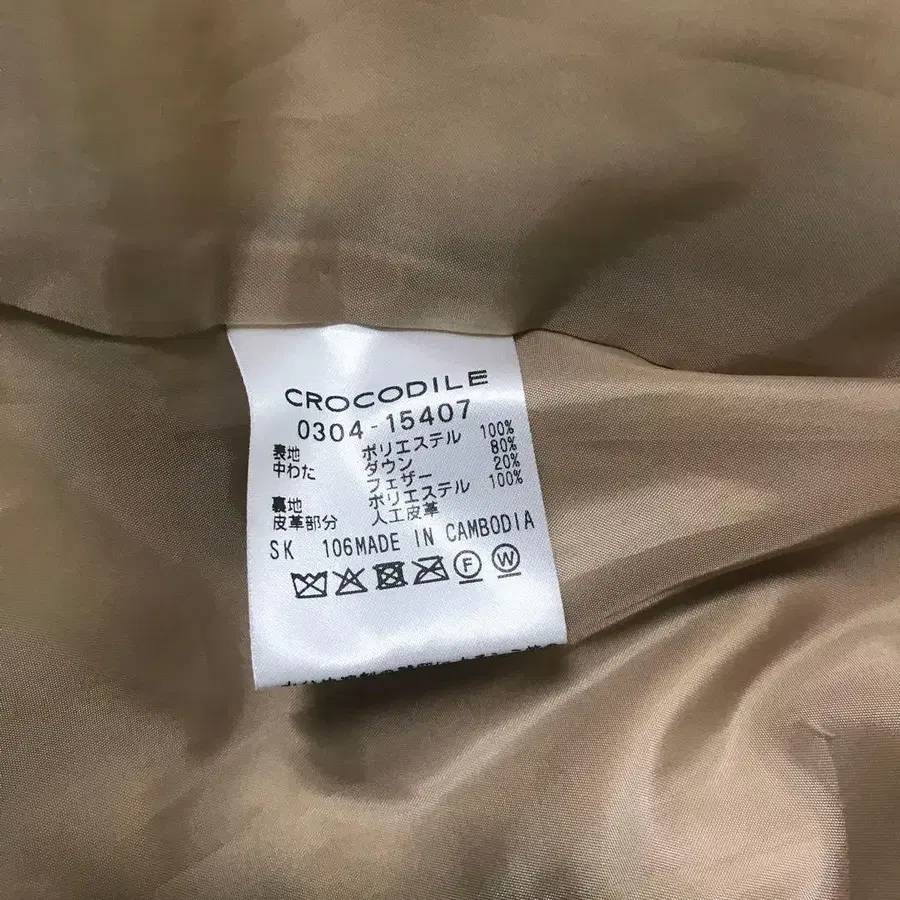 CROCODILE
0304-15407
表地 ポリエステル 100%
中わた ダウン 80%
フェザー 20%
裏地 ポリエステル 100%
皮革部分 人工皮革
SK 106MADE IN CAMBODIA
F W